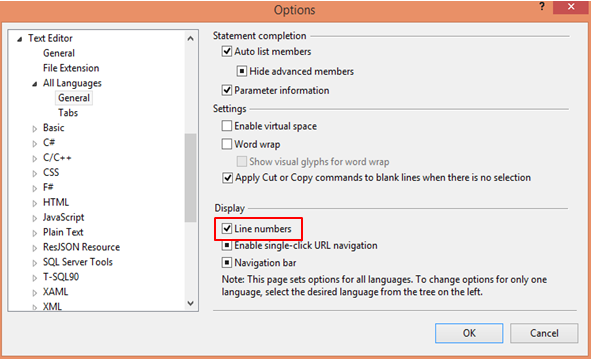 Options
?
Text Editor
General
File Extension
All Languages
General
Tabs
Basic
C#
C/C++
CSS
F#
HTML
JavaScript
Plain Text
ResJSON Resource
SQL Server Tools
T-SQL90
XAML
XML
Statement completion
Auto list members
Hide advanced members
Parameter information
Settings
Enable virtual space
Word wrap
Show visual glyphs for word wrap
Apply Cut or Copy commands to blank lines when there is no selection
Display
Line numbers
Enable single-click URL navigation
Navigation bar
Note: This page sets options for all languages. To change options for only one
language, select the desired language from the tree on the left.
OK
Cancel